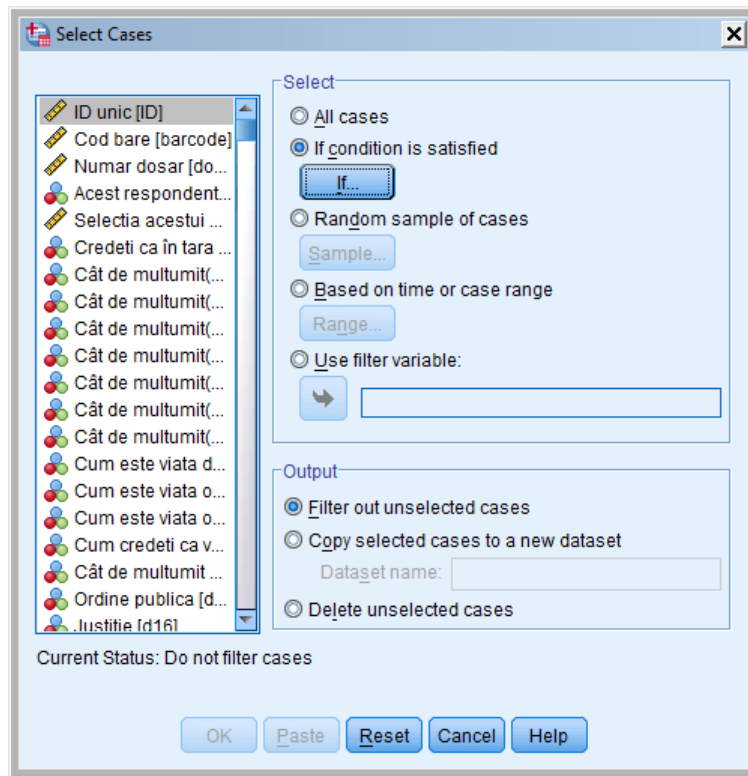 Select Cases
ID unic [ID]
Cod bare [barcode]
Numar dosar [do...
Acest respondent...
Selectia acestui ...
Credeti ca în tara ...
Cât de multumit(...
Cât de multumit(...
Cât de multumit(...
Cât de multumit(...
Cât de multumit(...
Cât de multumit(...
Cât de multumit(...
Cum este viata d...
Cum este viata o...
Cum este viata o...
Cum credeti ca v...
Cât de multumit ...
Ordine publica [d...
Justitie [d16]
Select
All cases
If condition is satisfied
If...
Random sample of cases
Sample...
Based on time or case range
Range...
Use filter variable:
Output
Filter out unselected cases
Copy selected cases to a new dataset
Dataset name:
Delete unselected cases
Current Status: Do not filter cases
OK Paste Reset Cancel Help